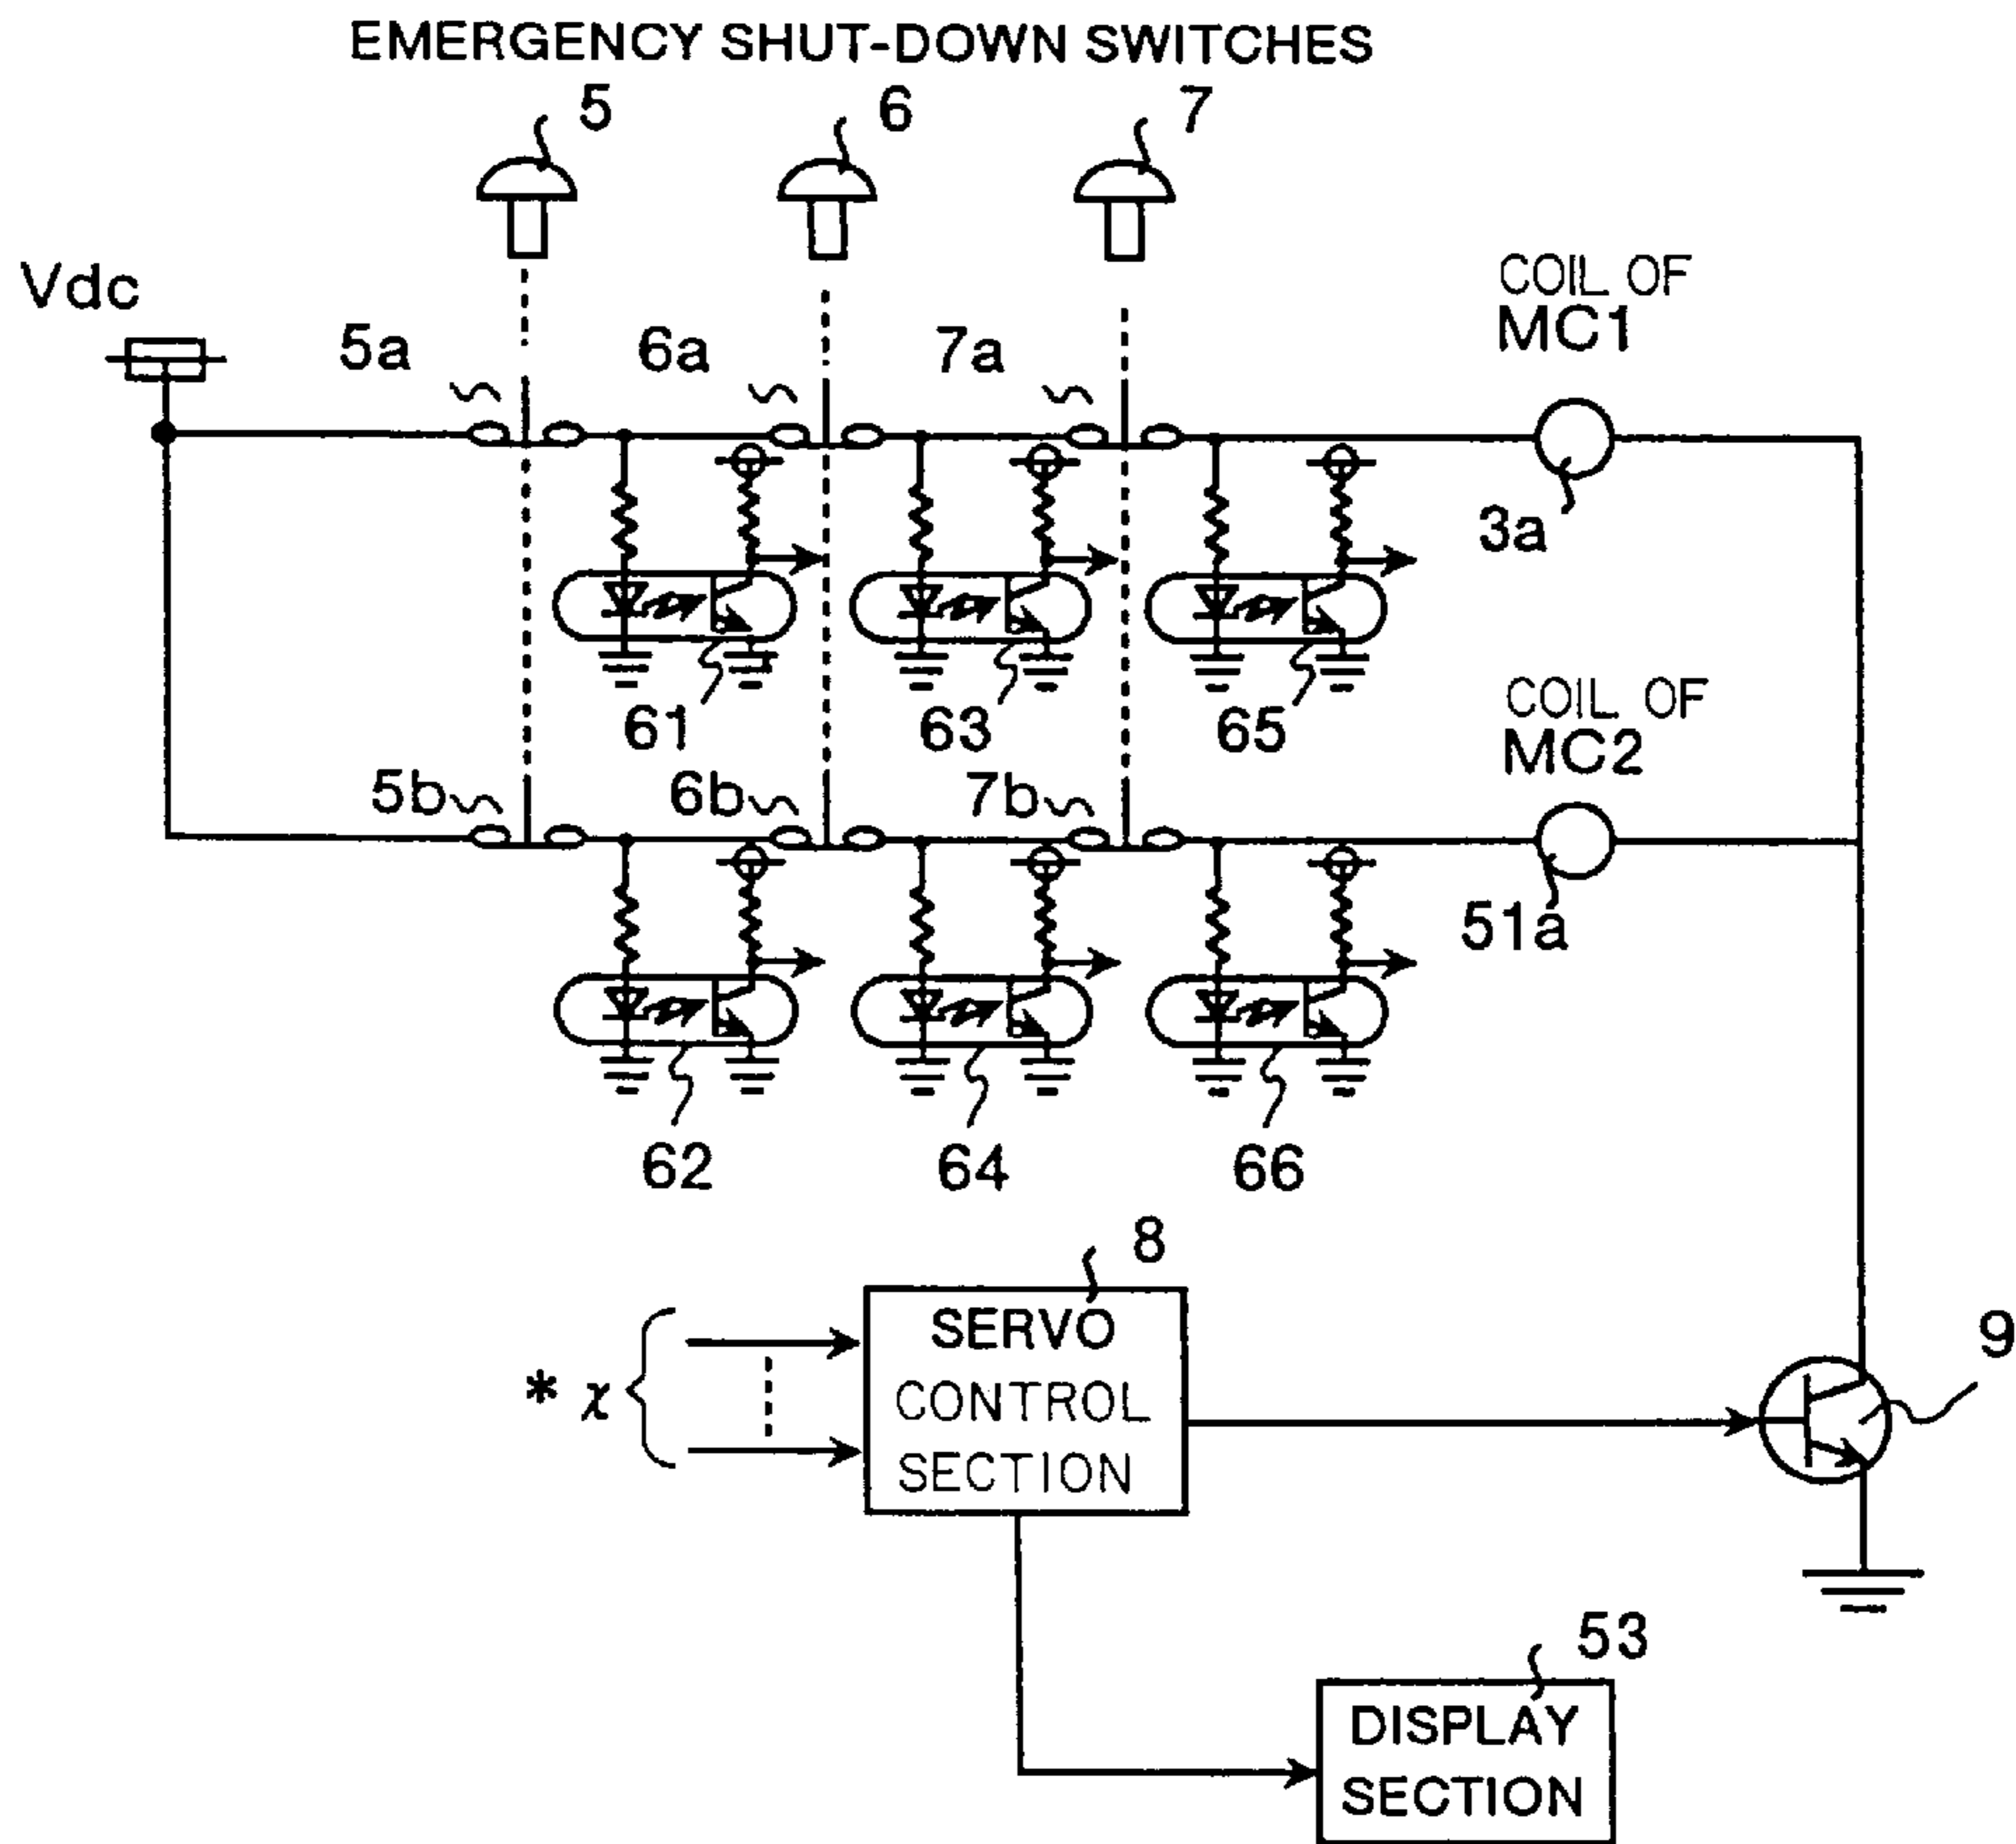 EMERGENCY SHUT-DOWN SWITCHES
5 6 7
Vdc
5a 6a 7a
COIL OF
MC1
3a
61 63 65
COIL OF
MC2
5b 6b 7b
51a
62 64 66
8
SERVO
CONTROL
SECTION
* χ
9
53
DISPLAY
SECTION